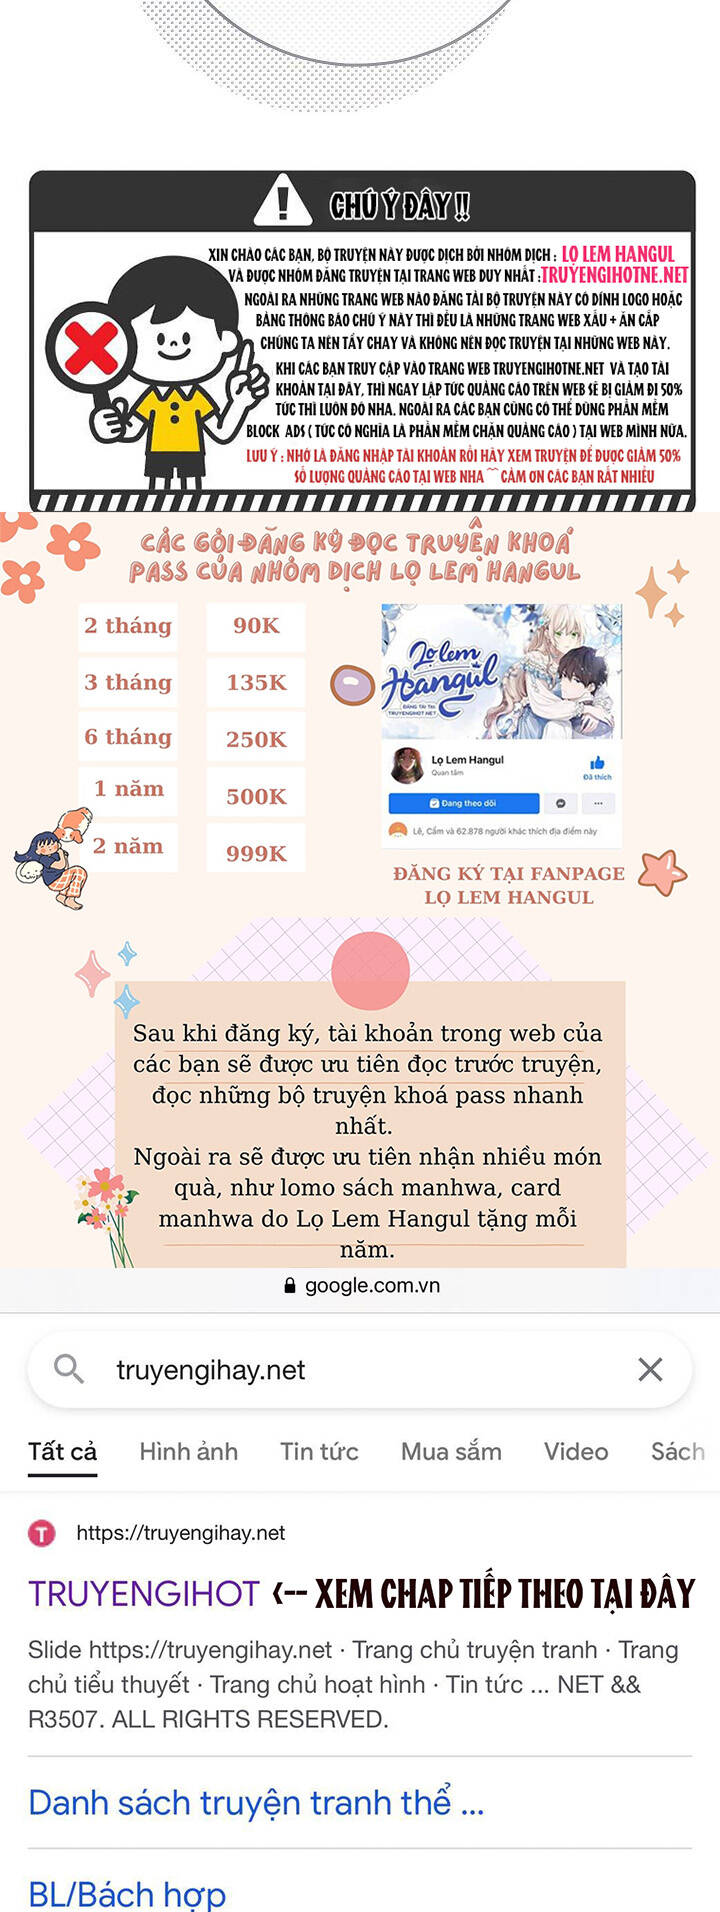 CHÚ Ý ĐÂY !!
XIN CHÀO CÁC BẠN, BỘ TRUYỆN NÀY ĐƯỢC DỊCH BỞI NHÓM DỊCH : LỌ LEM HANGUL
VÀ ĐƯỢC NHÓM ĐĂNG TRUYỆN TẠI TRANG WEB DUY NHẤT :TRUYENGIHOTNE.NET
NGOÀI RA NHỮNG TRANG WEB NÀO ĐĂNG TẢI BỘ TRUYỆN NÀY CÓ DÍNH LOGO HOẶC
BẢNG THÔNG BÁO CHÚ Ý NÀY THÌ ĐỀU LÀ NHỮNG TRANG WEB XẤU + ĂN CẮP
CHÚNG TA NÊN TẨY CHAY VÀ KHÔNG NÊN ĐỌC TRUYỆN TẠI NHỮNG WEB NÀY.
KHI CÁC BẠN TRUY CẬP VÀO TRANG WEB TRUYENGIHOTNE.NET VÀ TẠO TÀI
KHOẢN TẠI ĐÂY, THÌ NGAY LẬP TỨC QUẢNG CÁO TRÊN WEB SẼ BỊ GIẢM ĐI 50%
TỨC THÌ LUÔN ĐÓ NHA. NGOÀI RA CÁC BẠN CŨNG CÓ THỂ DÙNG PHẦN MỀM
BLOCK ADS ( TỨC CÓ NGHĨA LÀ PHẦN MỀM CHẶN QUẢNG CÁO ) TẠI WEB MÌNH NỮA.
LƯU Ý : NHỚ LÀ ĐĂNG NHẬP TÀI KHOẢN RỒI HÃY XEM TRUYỆN ĐỂ ĐƯỢC GIẢM 50%
SỐ LƯỢNG QUẢNG CÁO TẠI WEB NHA ^^ CẢM ƠN CÁC BẠN RẤT NHIỀU
CÁC GÓI ĐĂNG KÝ ĐỌC TRUYỆN KHOÁ
PASS CỦA NHÓM DỊCH LỌ LEM HANGUL
2 tháng 90K
3 tháng 135K
6 tháng 250K
1 năm 500K
2 năm 999K
Lọ lem
Hangul
ĐĂNG TẢI TẠI
TRUYENGIHOT.NET
Lọ Lem Hangul
Quan tâm
Đã thích
Đang theo dõi
Lê, Cẩm và 62.878 người khác thích địa điểm này
ĐĂNG KÝ TẠI FANPAGE
LỌ LEM HANGUL
Sau khi đăng ký, tài khoản trong web của
các bạn sẽ được ưu tiên đọc trước truyện,
đọc những bộ truyện khoá pass nhanh
nhất.
Ngoài ra sẽ được ưu tiên nhận nhiều món
quà, như lomo sách manhwa, card
manhwa do Lọ Lem Hangul tặng mỗi
năm.
google.com.vn
truyengihay.net
Tất cả Hình ảnh Tin tức Mua sắm Video Sách
T https://truyengihay.net
TRUYENGIHOT <-- XEM CHAP TIẾP THEO TẠI ĐÂY
Slide https://truyengihay.net · Trang chủ truyện tranh · Trang
chủ tiểu thuyết · Trang chủ hoạt hình · Tin tức ... NET &&
R3507. ALL RIGHTS RESERVED.
Danh sách truyện tranh thể ...
BL/Bách hợp